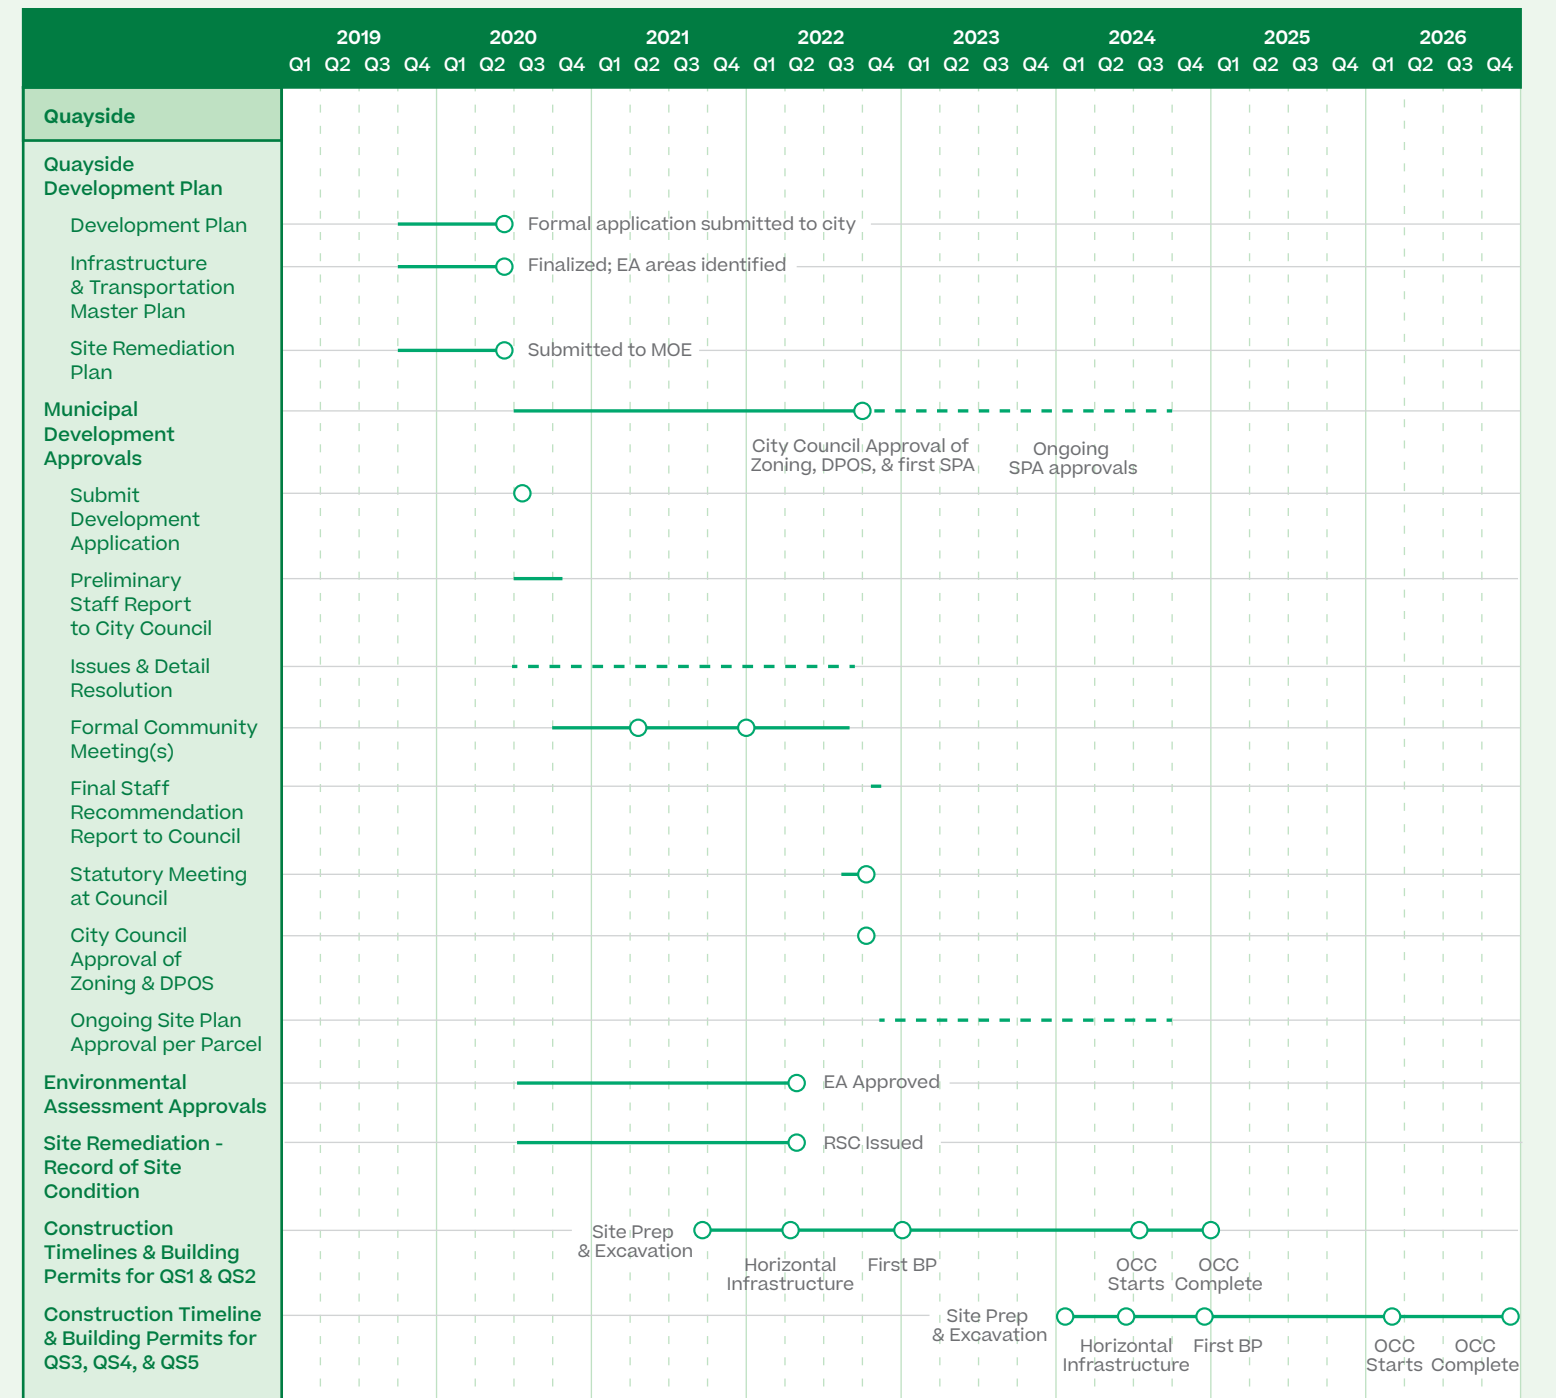 2019 2020 2021 2022 2023 2024 2025 2026
Q1 Q2 Q3 Q4 Q1 Q2 Q3 Q4 Q1 Q2 Q3 Q4 Q1 Q2 Q3 Q4 Q1 Q2 Q3 Q4 Q1 Q2 Q3 Q4 Q1 Q2 Q3 Q4 Q1 Q2 Q3 Q4
Quayside
Quayside
Development Plan
Development Plan
Formal application submitted to city
Infrastructure
& Transportation
Master Plan
Finalized; EA areas identified
Site Remediation
Plan
Submitted to MOE
Municipal
Development
Approvals
City Council Approval of
Zoning, DPOS, & first SPA
Ongoing
SPA approvals
Submit
Development
Application
Preliminary
Staff Report
to City Council
Issues & Detail
Resolution
Formal Community
Meeting(s)
Final Staff
Recommendation
Report to Council
Statutory Meeting
at Council
City Council
Approval of
Zoning & DPOS
Ongoing Site Plan
Approval per Parcel
Environmental
Assessment Approvals
EA Approved
Site Remediation -
Record of Site
Condition
RSC Issued
Construction
Timelines & Building
Permits for QS1 & QS2
Site Prep
& Excavation
Horizontal
Infrastructure
First BP
OCC
Starts
OCC
Complete
Construction Timeline
& Building Permits for
QS3, QS4, & QS5
Site Prep
& Excavation
Horizontal
Infrastructure
First BP
OCC
Starts
OCC
Complete